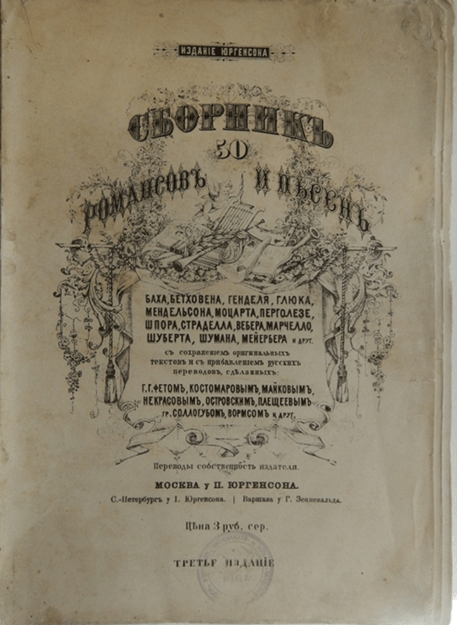 ИЗДАНІЕ ЮРГЕНСОНА
СБОРНИКЪ
50
РОМАНСОВЪ И ПѢСЕНЪ
БАХА, БЕТХОВЕНА, ГЕНДЕЛЯ, ГЛЮКА,
МЕНДЕЛЬСОНА, МОЦАРТА, ПЕРГОЛЕЗЕ,
ШПОРА, СТРАДЕЛЛА, ВЕБЕРА, МАРЧЕЛЛО,
ШУБЕРТА, ШУМАНА, МЕЙЕРБЕРА И ДРУГ.
съ сохраненіемъ оригинальныхъ
текстовъ и съ прибавленіемъ русскихъ
переводовъ, сдѣланныхъ:
Г.Г. ФЕТОМЪ, КОСТОМАРОВЫМЪ, МАЙКОВЫМЪ,
НЕКРАСОВЫМЪ, ОСТРОВСКИМЪ, ПЛЕЩЕЕВЫМЪ
ГР. СОЛЛОГУБОМЪ, ВОРМСОМЪ И ДРУГ.
Переводы собственность издателя.
МОСКВА у П. ЮРГЕНСОНА.
С.-Петербургъ у І. Юргенсона. | Варшава у Г. Зенневальда.
Цѣна 3 руб. сер.
ТРЕТЬЕ ИЗДАНІЕ